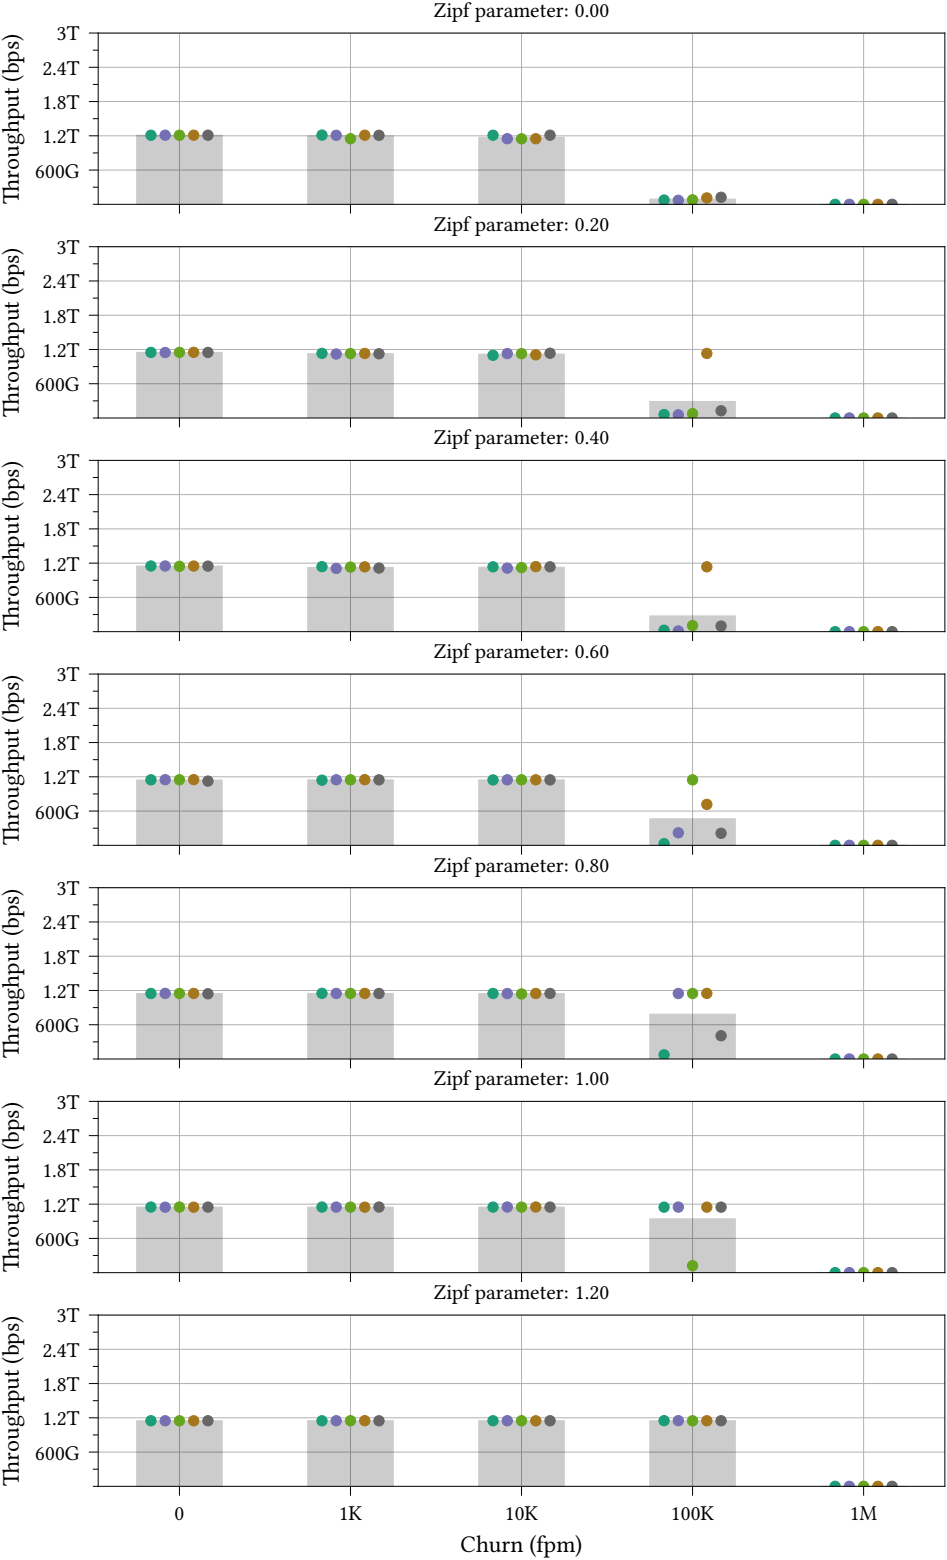 Zipf parameter: 0.00
Throughput (bps)
3T
2.4T
1.8T
1.2T
600G
Zipf parameter: 0.20
Throughput (bps)
3T
2.4T
1.8T
1.2T
600G
Zipf parameter: 0.40
Throughput (bps)
3T
2.4T
1.8T
1.2T
600G
Zipf parameter: 0.60
Throughput (bps)
3T
2.4T
1.8T
1.2T
600G
Zipf parameter: 0.80
Throughput (bps)
3T
2.4T
1.8T
1.2T
600G
Zipf parameter: 1.00
Throughput (bps)
3T
2.4T
1.8T
1.2T
600G
Zipf parameter: 1.20
Throughput (bps)
3T
2.4T
1.8T
1.2T
600G
0 1K 10K 100K 1M
Churn (fpm)